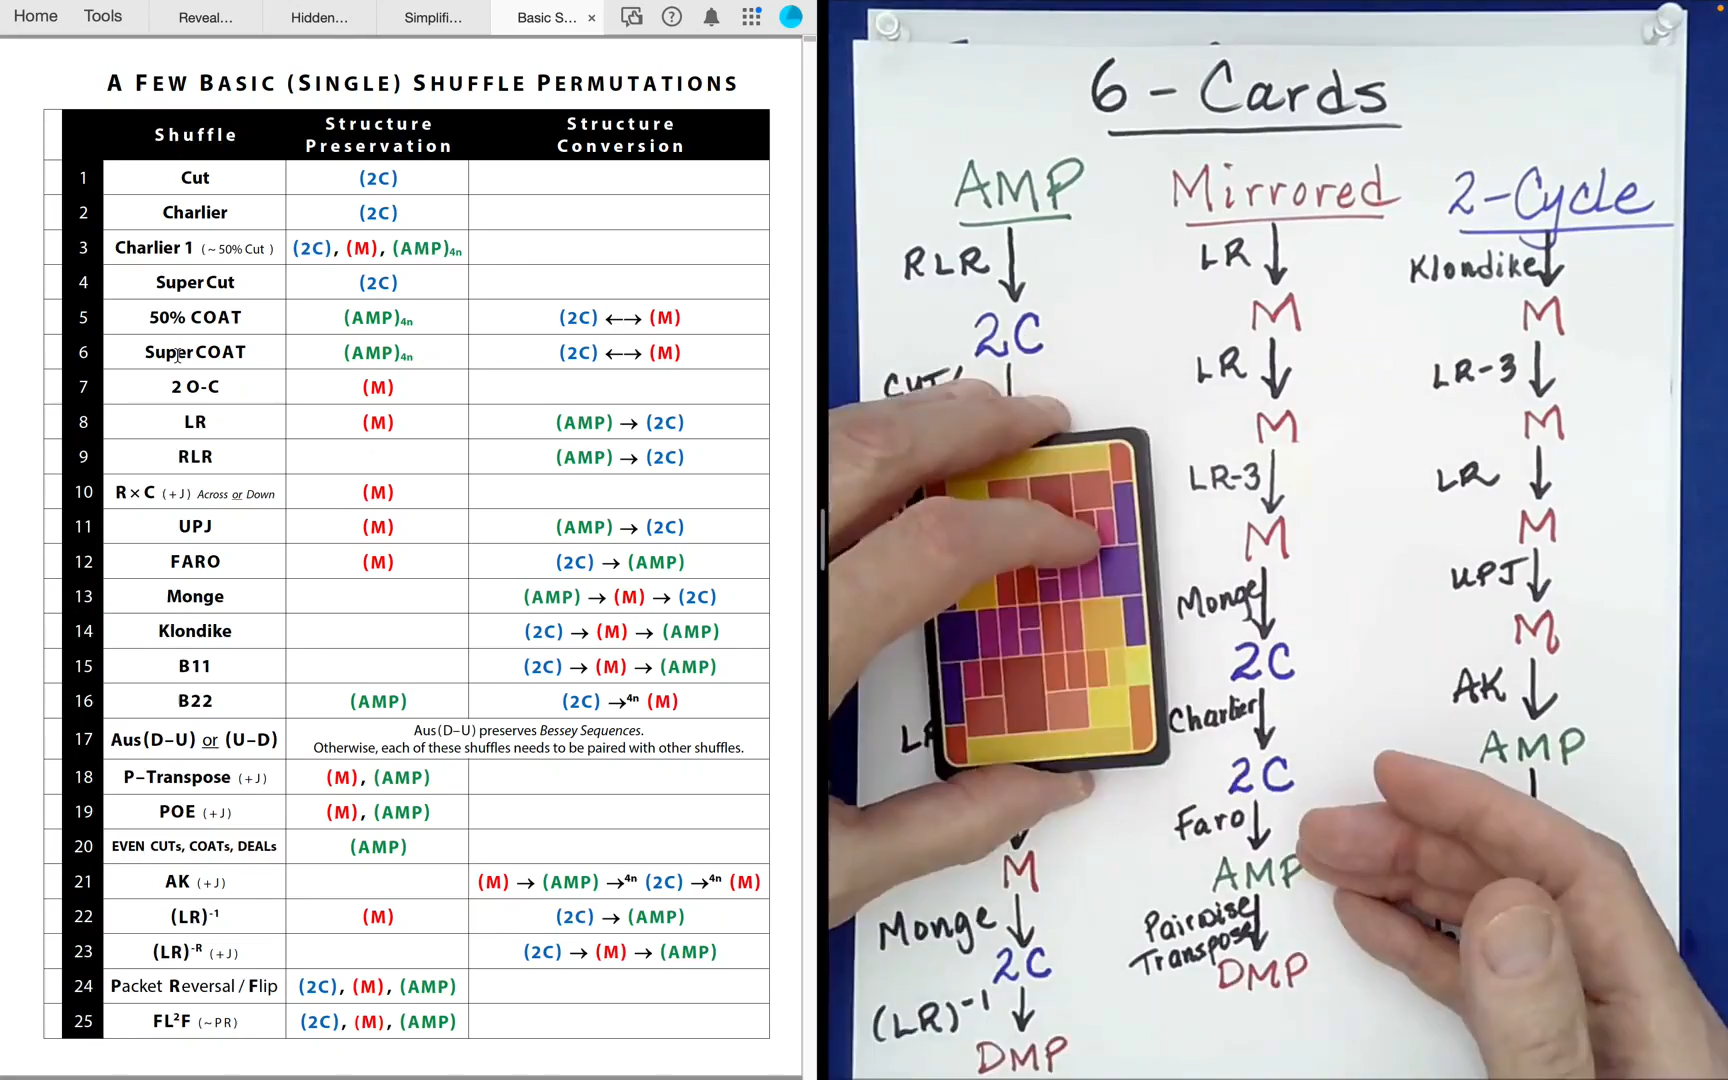 Home Tools Reveal... Hidden... Simplifi... Basic S... ×
A FEW BASIC (SINGLE) SHUFFLE PERMUTATIONS
Shuffle Structure Preservation Structure Conversion
1 Cut (2C)
2 Charlier (2C)
3 Charlier 1 (~50% Cut) (2C), (M), (AMP)4n
4 SuperCut (2C)
5 50% COAT (AMP)4n (2C) ←→ (M)
6 SuperCOAT (AMP)4n (2C) ←→ (M)
7 2 O-C (M)
8 LR (M) (AMP) → (2C)
9 RLR (AMP) → (2C)
10 R×C (+J) Across or Down (M)
11 UPJ (M) (AMP) → (2C)
12 FARO (M) (2C) → (AMP)
13 Monge (AMP) → (M) → (2C)
14 Klondike (2C) → (M) → (AMP)
15 B11 (2C) → (M) → (AMP)
16 B22 (AMP) (2C) →4n (M)
17 Aus(D–U) or (U–D) Aus(D–U) preserves Bessey Sequences.
Otherwise, each of these shuffles needs to be paired with other shuffles.
18 P–Transpose (+J) (M), (AMP)
19 POE (+J) (M), (AMP)
20 EVEN CUTs, COATs, DEALs (AMP)
21 AK (+J) (M) → (AMP) →4n (2C) →4n (M)
22 (LR)-1 (M) (2C) → (AMP)
23 (LR)-R (+J) (2C) → (M) → (AMP)
24 Packet Reversal / Flip (2C), (M), (AMP)
25 FL²F (~PR) (2C), (M), (AMP)
6 - Cards
AMP
RLR
2C
M
Monge
2C
(LR)-1
DMP
Mirrored
LR
M
LR
M
LR-3
M
Monge
2C
Charlier
2C
Faro
AMP
Pairwise
Transpose
DMP
2-Cycle
Klondike
M
LR-3
M
LR
M
UPJ
M
AK
AMP